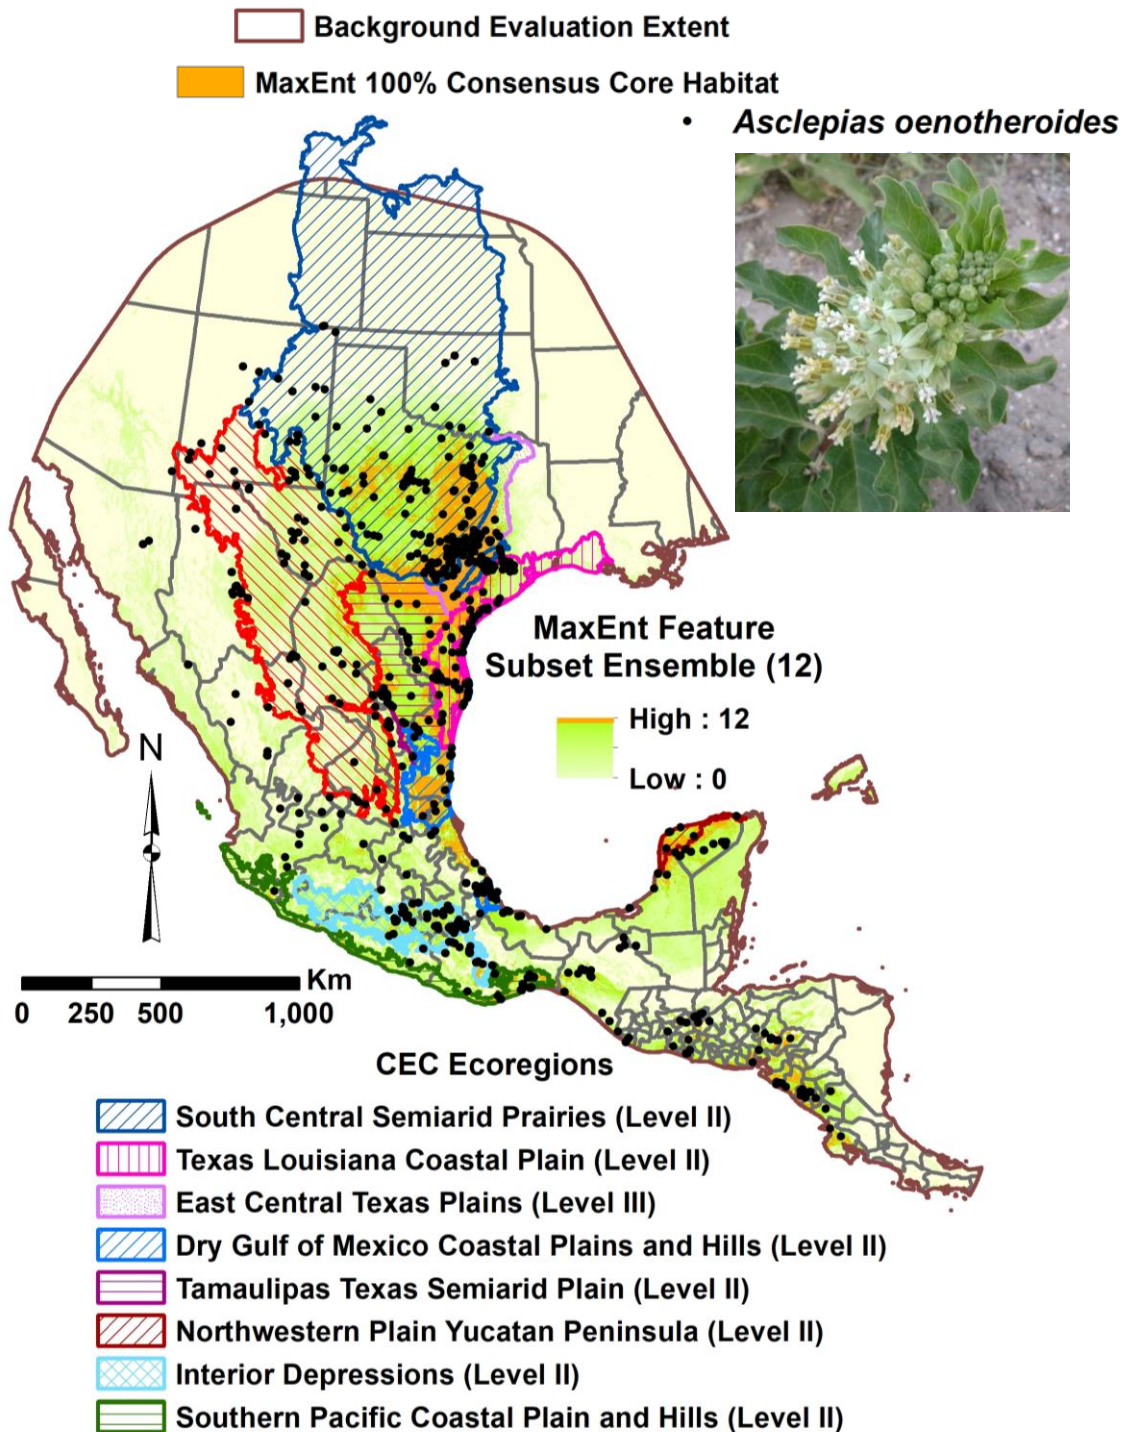 Background Evaluation Extent
MaxEnt 100% Consensus Core Habitat
• Asclepias oenotheroides
MaxEnt Feature
Subset Ensemble (12)
High : 12
Low : 0
N
Km
0 250 500 1,000
CEC Ecoregions
South Central Semiarid Prairies (Level II)
Texas Louisiana Coastal Plain (Level II)
East Central Texas Plains (Level III)
Dry Gulf of Mexico Coastal Plains and Hills (Level II)
Tamaulipas Texas Semiarid Plain (Level II)
Northwestern Plain Yucatan Peninsula (Level II)
Interior Depressions (Level II)
Southern Pacific Coastal Plain and Hills (Level II)